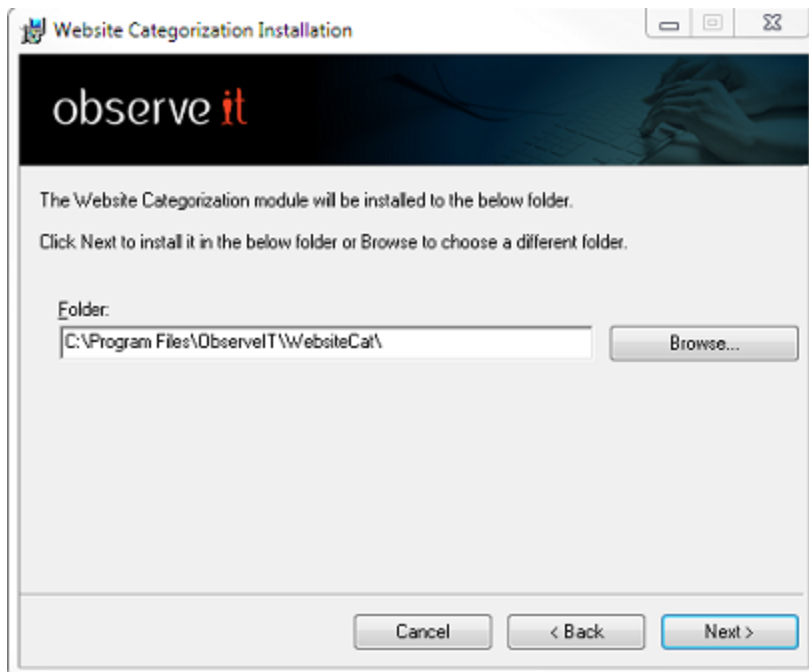 Website Categorization Installation
observe it
The Website Categorization module will be installed to the below folder.
Click Next to install it in the below folder or Browse to choose a different folder.
Folder:
C:\Program Files\ObserveIT\WebsiteCat\
Browse...
Cancel
< Back
Next >